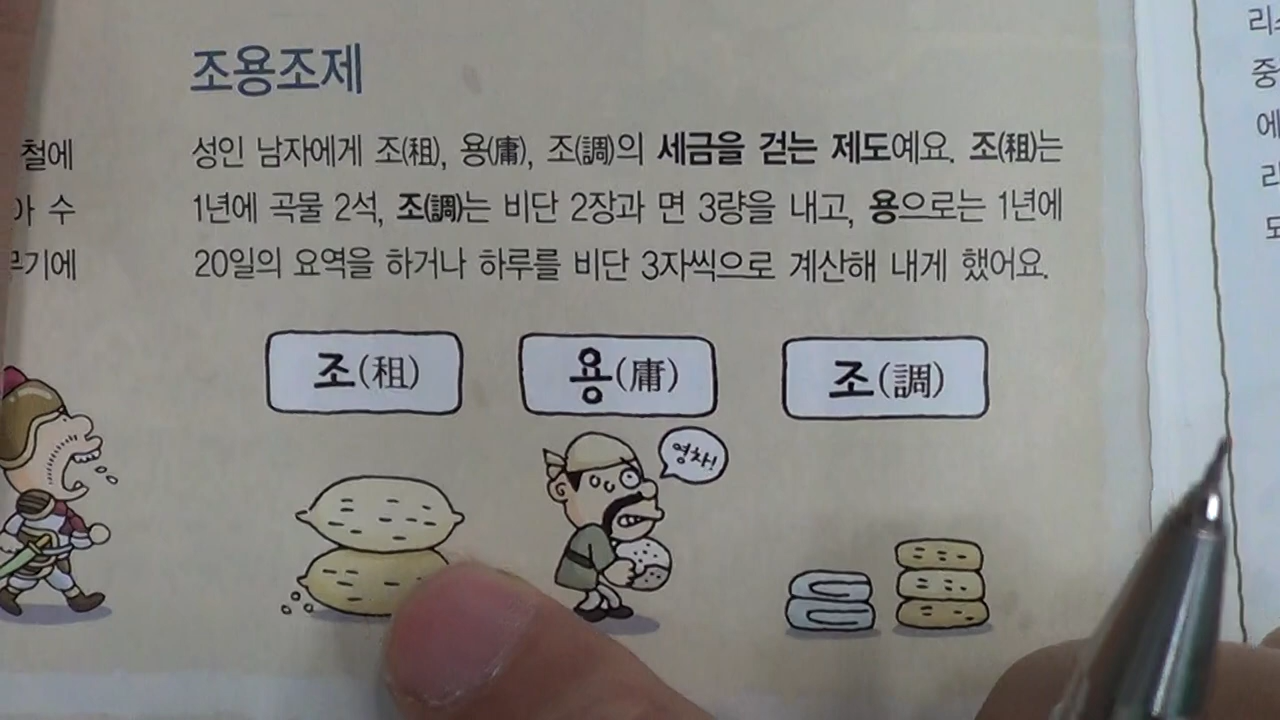 조용조제
성인 남자에게 조(租), 용(庸), 조(調)의 세금을 걷는 제도예요. 조(租)는
1년에 곡물 2석, 조(調)는 비단 2장과 면 3량을 내고, 용으로는 1년에
20일의 요역을 하거나 하루를 비단 3자씩으로 계산해 내게 했어요.
철에
아 수
기에
조(租)
용(庸)
조(調)
영차!
중
에